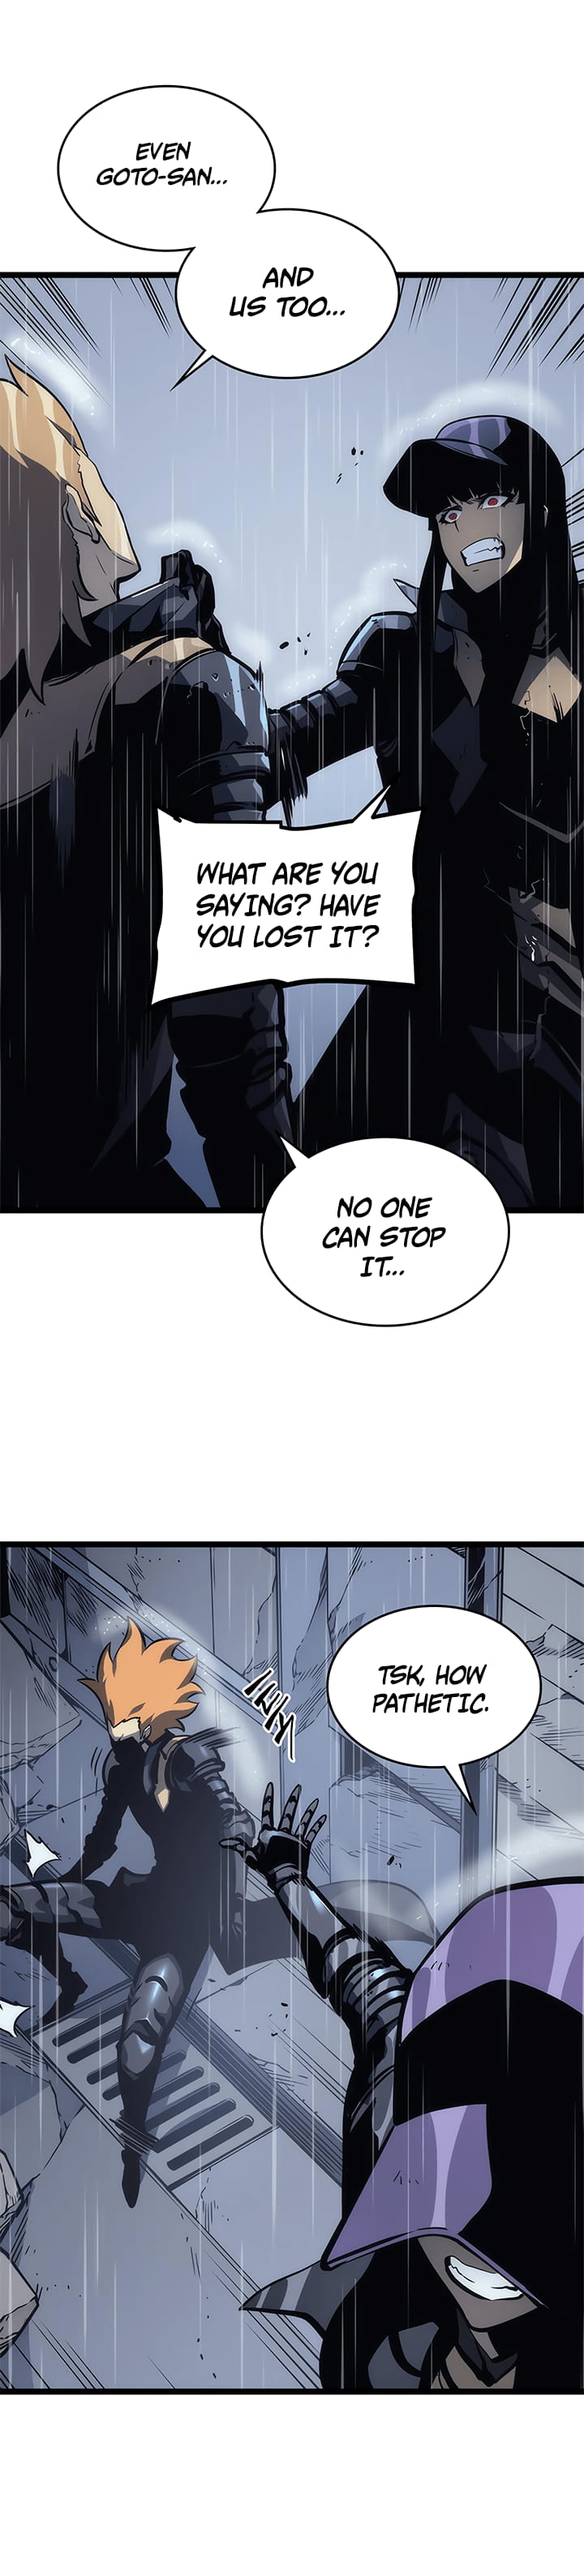 EVEN
GOTO-SAN...
AND
US TOO...
WHAT ARE YOU
SAYING? HAVE
YOU LOST IT?
NO ONE
CAN STOP
IT...
TSK, HOW
PATHETIC.